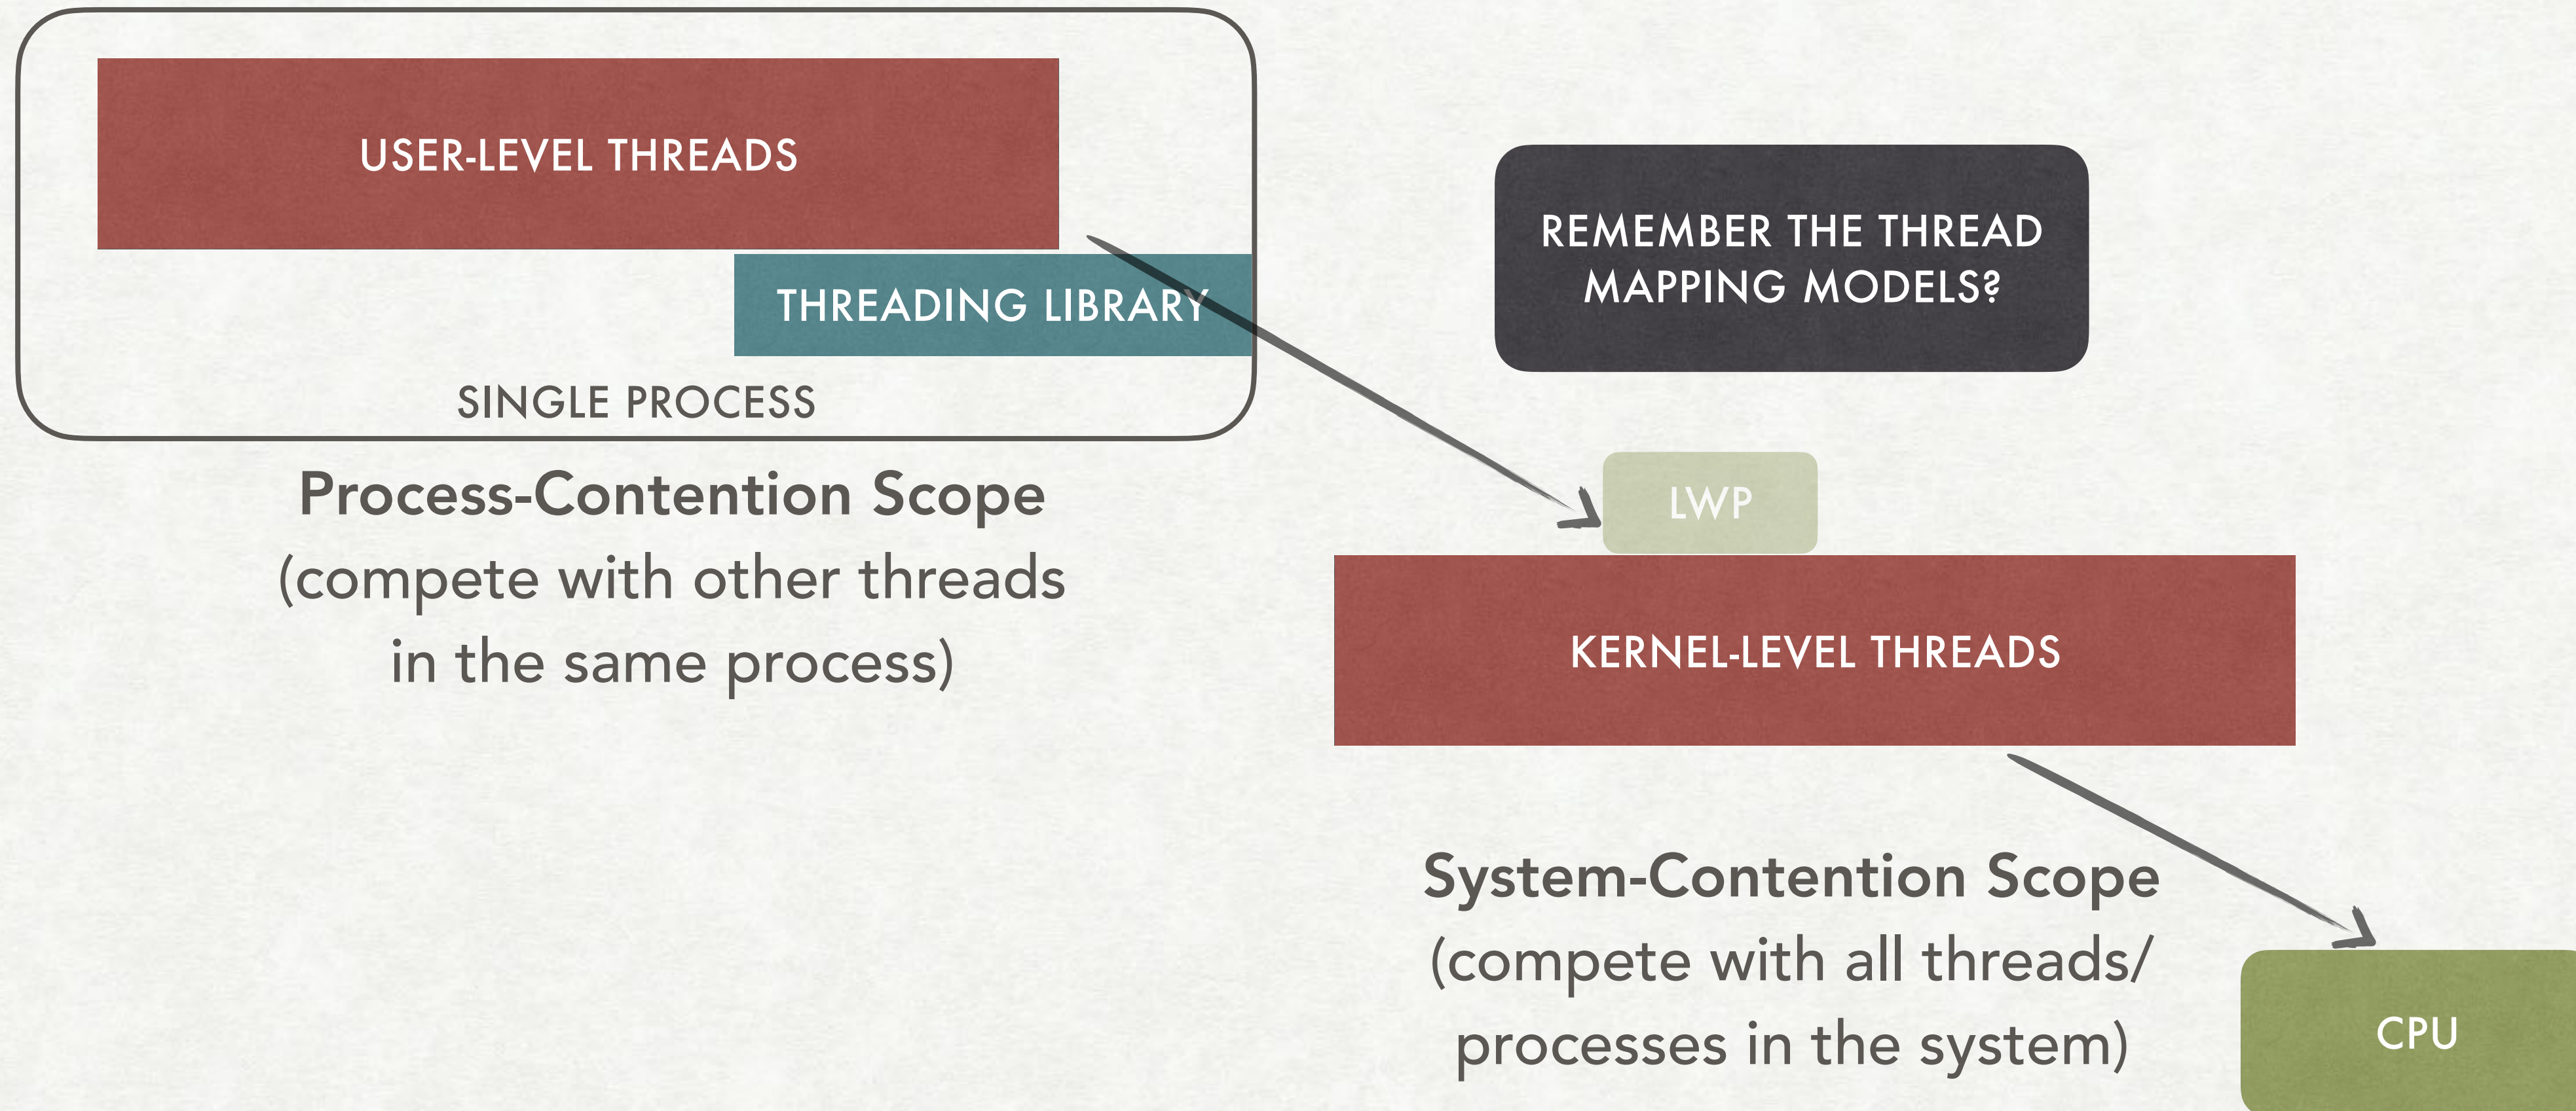 USER-LEVEL THREADS
THREADING LIBRARY
SINGLE PROCESS
Process-Contention Scope
(compete with other threads
in the same process)
REMEMBER THE THREAD
MAPPING MODELS?
LWP
KERNEL-LEVEL THREADS
System-Contention Scope
(compete with all threads/
processes in the system)
CPU